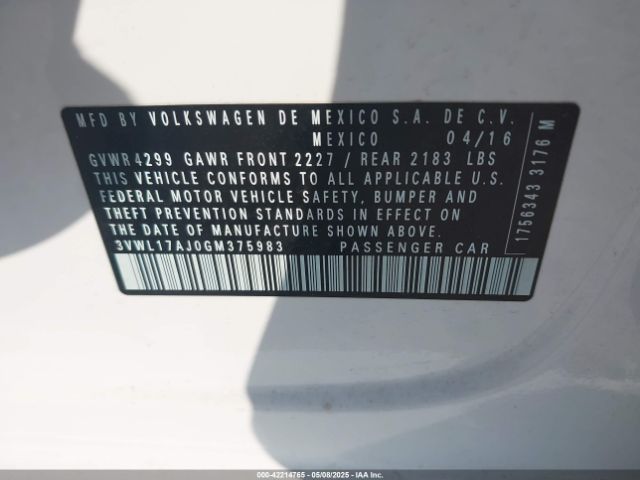 MFD BY VOLKSWAGEN DE MEXICO S.A. DE C.V.
MEXICO 04/16
GVWR 4299 GAWR FRONT 2227 / REAR 2183 LBS
THIS VEHICLE CONFORMS TO ALL APPLICABLE U.S.
FEDERAL MOTOR VEHICLE SAFETY, BUMPER AND
THEFT PREVENTION STANDARDS IN EFFECT ON THE
DATE OF MANUFACTURE SHOWN ABOVE.
3VWL17AJ0GM375983 PASSENGER CAR
1756343 3176 M
000-42214765 - 05/08/2025 - IAA Inc.